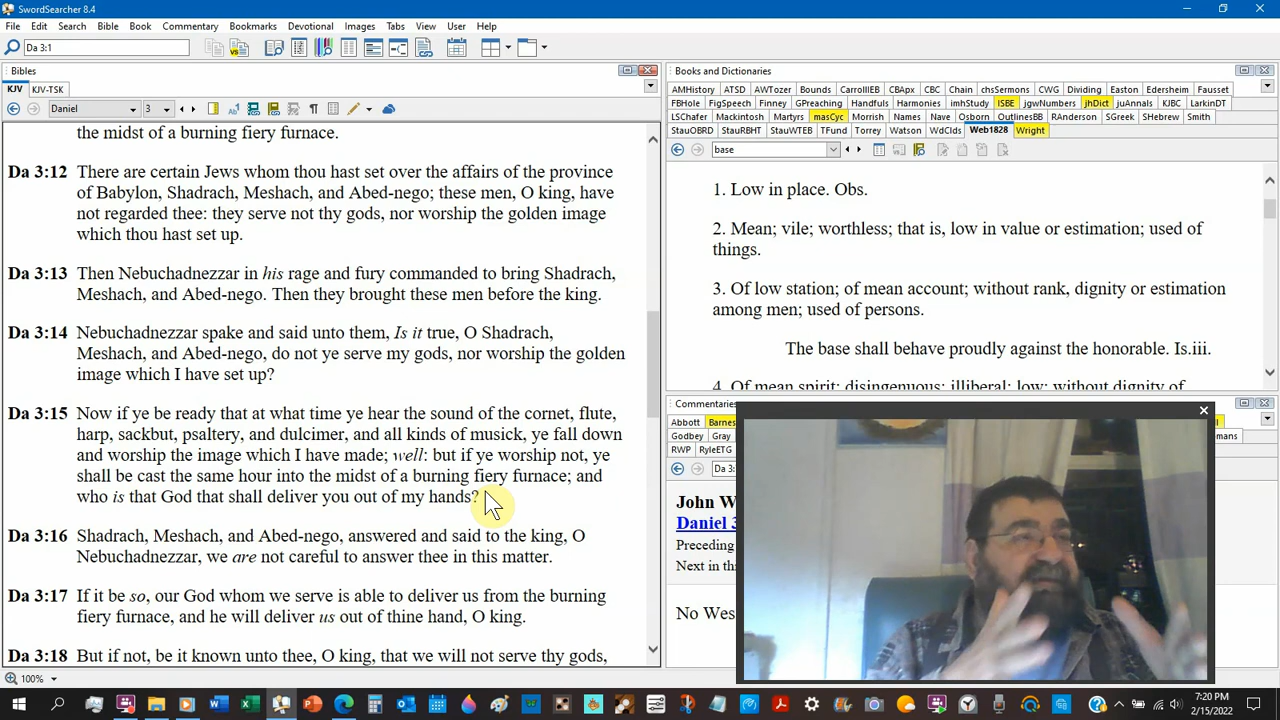 SwordSearcher 8.4
File Edit Search Bible Book Commentary Bookmarks Devotional Images Tabs View User Help
Da 3:1
Bibles
KJV KJV-TSK
Daniel 3
the midst of a burning fiery furnace.
Da 3:12 There are certain Jews whom thou hast set over the affairs of the province
of Babylon, Shadrach, Meshach, and Abed-nego; these men, O king, have
not regarded thee: they serve not thy gods, nor worship the golden image
which thou hast set up.
Da 3:13 Then Nebuchadnezzar in his rage and fury commanded to bring Shadrach,
Meshach, and Abed-nego. Then they brought these men before the king.
Da 3:14 Nebuchadnezzar spake and said unto them, Is it true, O Shadrach,
Meshach, and Abed-nego, do not ye serve my gods, nor worship the golden
image which I have set up?
Da 3:15 Now if ye be ready that at what time ye hear the sound of the cornet, flute,
harp, sackbut, psaltery, and dulcimer, and all kinds of musick, ye fall down
and worship the image which I have made; well: but if ye worship not, ye
shall be cast the same hour into the midst of a burning fiery furnace; and
who is that God that shall deliver you out of my hands?
Da 3:16 Shadrach, Meshach, and Abed-nego, answered and said to the king, O
Nebuchadnezzar, we are not careful to answer thee in this matter.
Da 3:17 If it be so, our God whom we serve is able to deliver us from the burning
fiery furnace, and he will deliver us out of thine hand, O king.
Da 3:18 But if not, be it known unto thee, O king, that we will not serve thy gods,
100%
Books and Dictionaries
AMHistory ATSD AWTozer Bounds CarrollIEB CBApx CBC Chain chsSermons CWG Dividing Easton Edersheim Fausset
FBHole FigSpeech Finney GPreaching Handfuls Harmonies imhStudy ISBE jgwNumbers jhDict juAnnals KJBC LarkinDT
LSChafer Mackintosh Martyrs masCyc Morrish Names Nave Osborn OutlinesBB RAnderson SGreek SHebrew Smith
StauOBRD StauRBHT StauWTEB TFund Torrey Watson WdClds Web1828 Wright
base
1. Low in place. Obs.
2. Mean; vile; worthless; that is, low in value or estimation; used of
things.
3. Of low station; of mean account; without rank, dignity or estimation
among men; used of persons.
The base shall behave proudly against the honorable. Is.iii.
4. Of mean spirit; disingenuous; illiberal; low; without dignity of
Commentaries
Abbott Barnes
Godbey Gray
RWP RyleETG
Da 3
John W
Daniel 3
Preceding
Next in th
No Wes
7:20 PM
2/15/2022